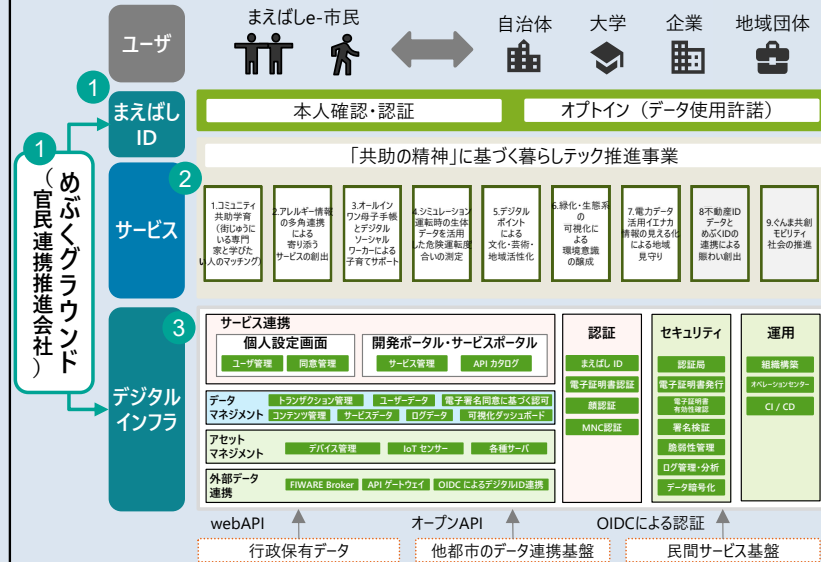 ユーザ
まえばしe-市民
自治体
大学
企業
地域団体
1
まえばし
ID
本人確認・認証
オプトイン（データ使用許諾）
1
めぶくグラウンド
（官民連携推進会社）
「共助の精神」に基づく暮らしテック推進事業
2
サービス
1.コミュニティ
共助学育
（街じゅうに
いる専門
家と学びた
い人のマッチング）
2.アレルギー情報
の多角連携
による
寄り添う
サービスの創出
3.オールイン
ワン母子手帳
とデジタル
ソーシャル
ワーカーによる
子育てサポート
4.シミュレーション
運転時の生体
データを活用
した危険運転度
合いの測定
5.デジタル
ポイント
による
文化・芸術・
地域活性化
6.緑化・生態系
の
可視化に
よる
環境意識
の醸成
7.電力データ
活用イエナカ
情報の見える化
による地域
見守り
8不動産ID
データと
めぶくIDの
連携による
賑わい創出
9.ぐんま共創
モビリティ
社会の推進
3
デジタル
インフラ
サービス連携
個人設定画面
ユーザ管理
同意管理
開発ポータル・サービスポータル
サービス管理
API カタログ
データ
マネジメント
トランザクション管理
ユーザーデータ
電子署名同意に基づく認可
コンテンツ管理
サービスデータ
ログデータ
可視化ダッシュボード
アセット
マネジメント
デバイス管理
IoT センサー
各種サーバ
外部データ
連携
FIWARE Broker
API ゲートウェイ
OIDC によるデジタルID連携
認証
まえばし ID
電子証明書認証
顔認証
MNC認証
セキュリティ
認証局
電子証明書発行
電子証明書
有効性確認
署名検証
脆弱性管理
ログ管理・分析
データ暗号化
運用
組織構築
オペレーションセンター
CI / CD
webAPI
オープンAPI
OIDCによる認証
行政保有データ
他都市のデータ連携基盤
民間サービス基盤